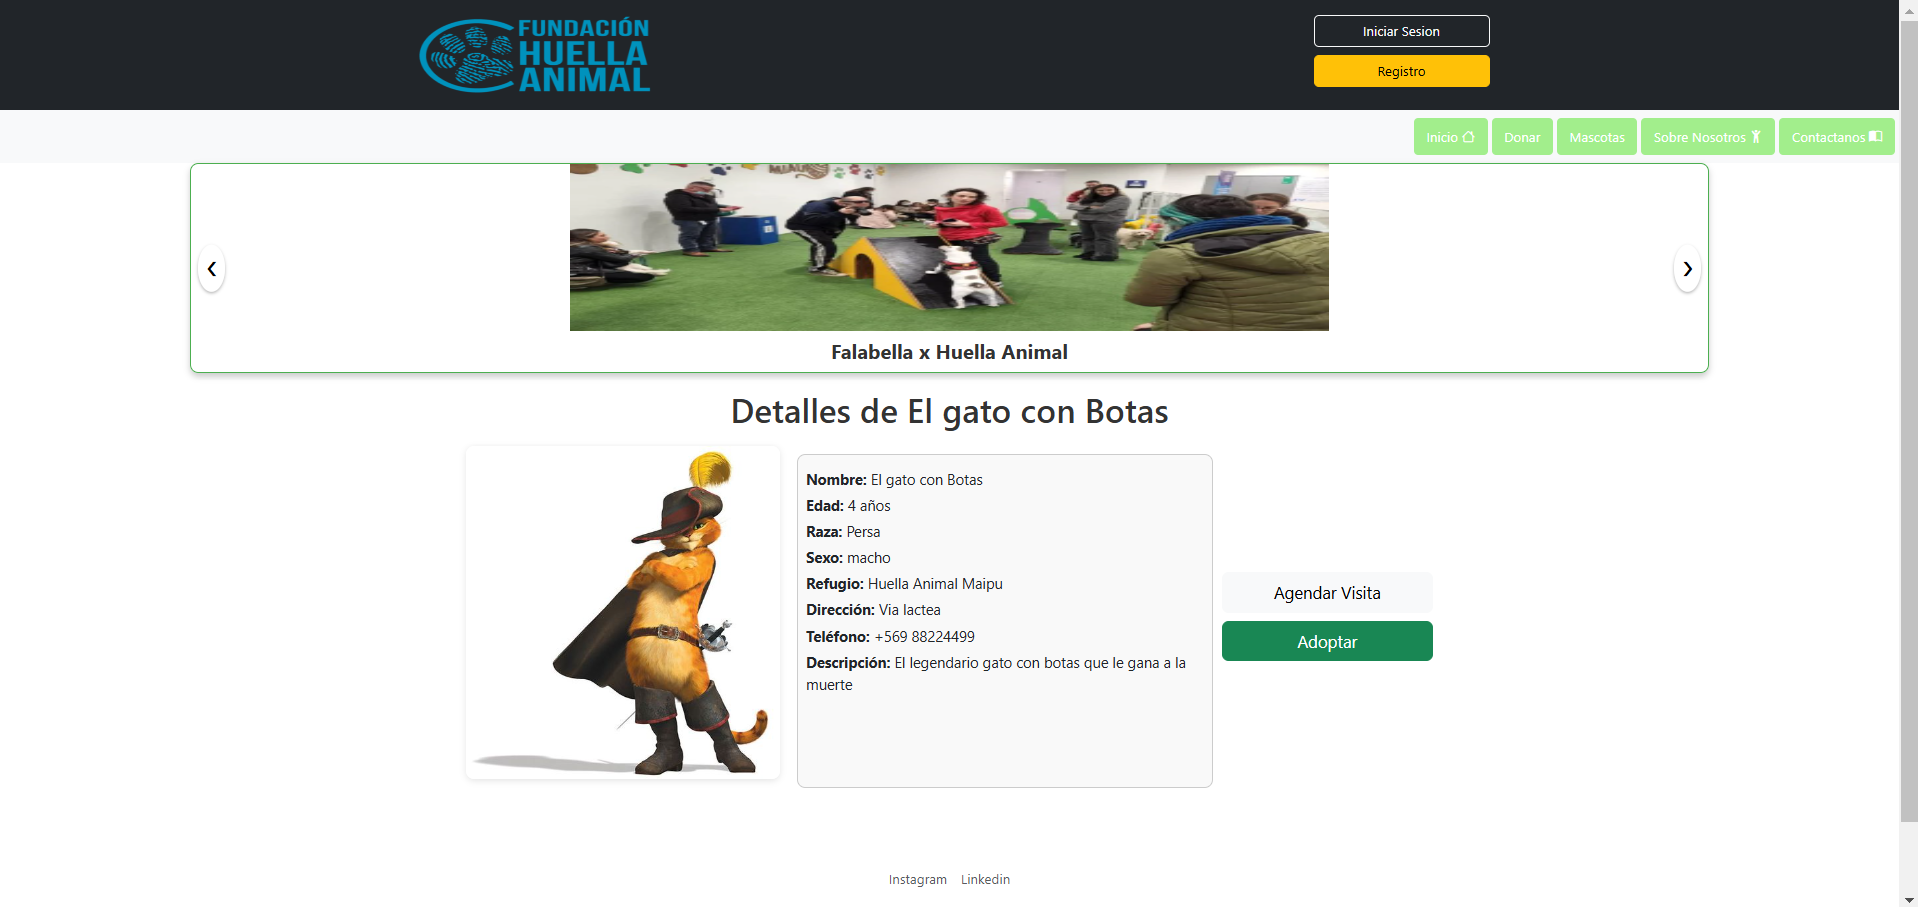 FUNDACIÓN
HUELLA
ANIMAL
Iniciar Sesion
Registro
Inicio
Donar
Mascotas
Sobre Nosotros
Contactanos
MIAU
❮
❯
Falabella x Huella Animal
Detalles de El gato con Botas
Nombre: El gato con Botas
Edad: 4 años
Raza: Persa
Sexo: macho
Refugio: Huella Animal Maipu
Dirección: Via lactea
Teléfono: +569 88224499
Descripción: El legendario gato con botas que le gana a la
muerte
Agendar Visita
Adoptar
Instagram Linkedin